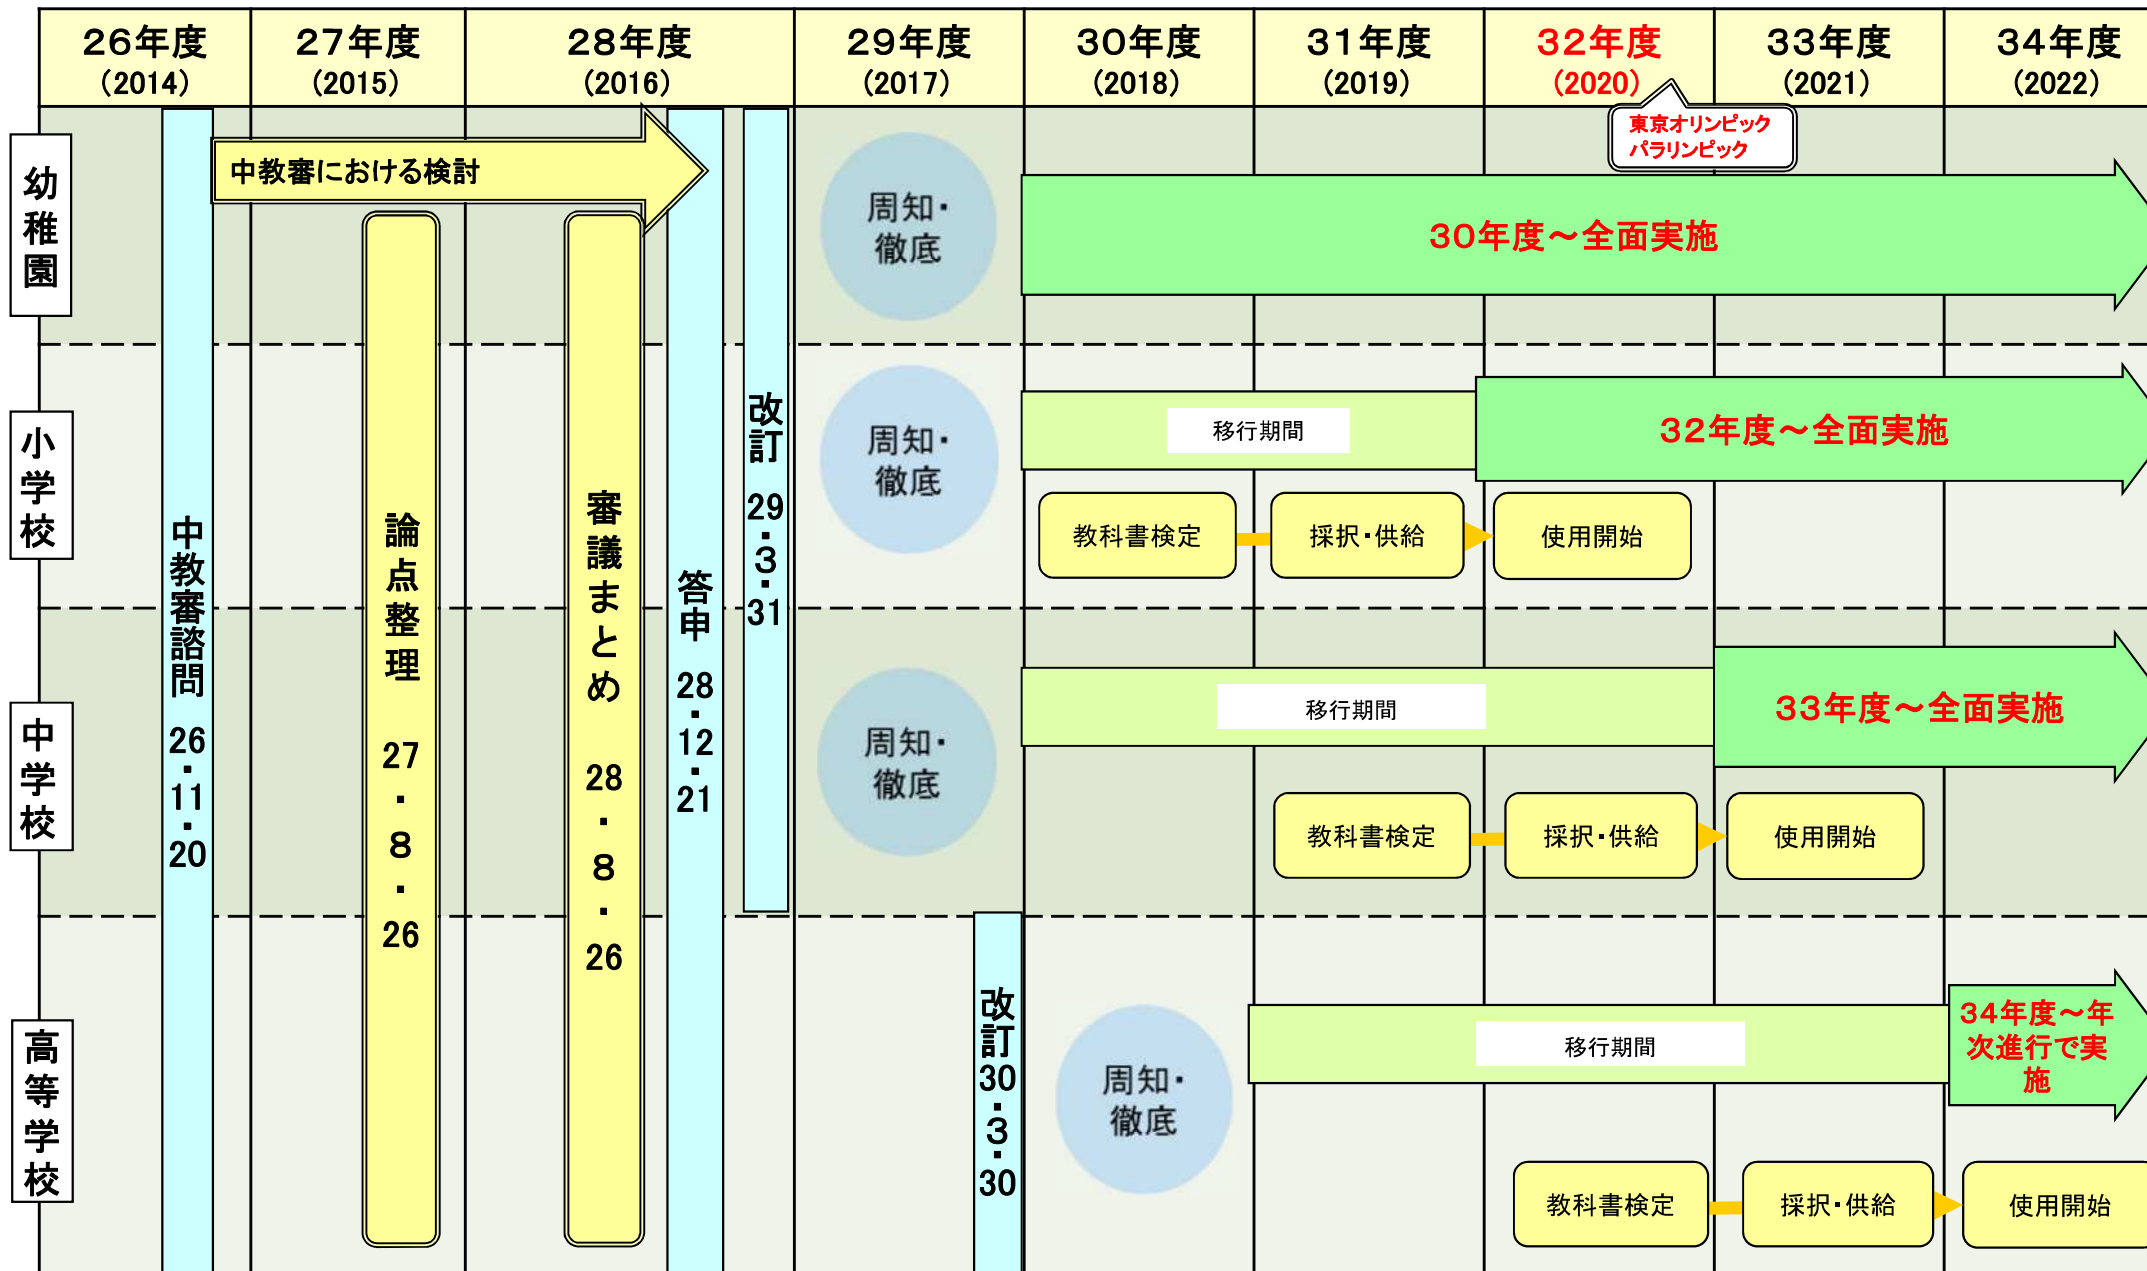 26年度
(2014)
27年度
(2015)
28年度
(2016)
29年度
(2017)
30年度
(2018)
31年度
(2019)
32年度
(2020)
33年度
(2021)
34年度
(2022)
東京オリンピック
パラリンピック
中教審における検討
中教審諮問 26・11・20
論点整理 27・8・26
審議まとめ 28・8・26
答申 28・12・21
改訂 29・3・31
幼稚園
周知・
徹底
30年度～全面実施
小学校
周知・
徹底
移行期間
32年度～全面実施
教科書検定
採択・供給
使用開始
中学校
周知・
徹底
移行期間
33年度～全面実施
教科書検定
採択・供給
使用開始
高等学校
改訂30・3・30
周知・
徹底
移行期間
34年度～年
次進行で実
施
教科書検定
採択・供給
使用開始